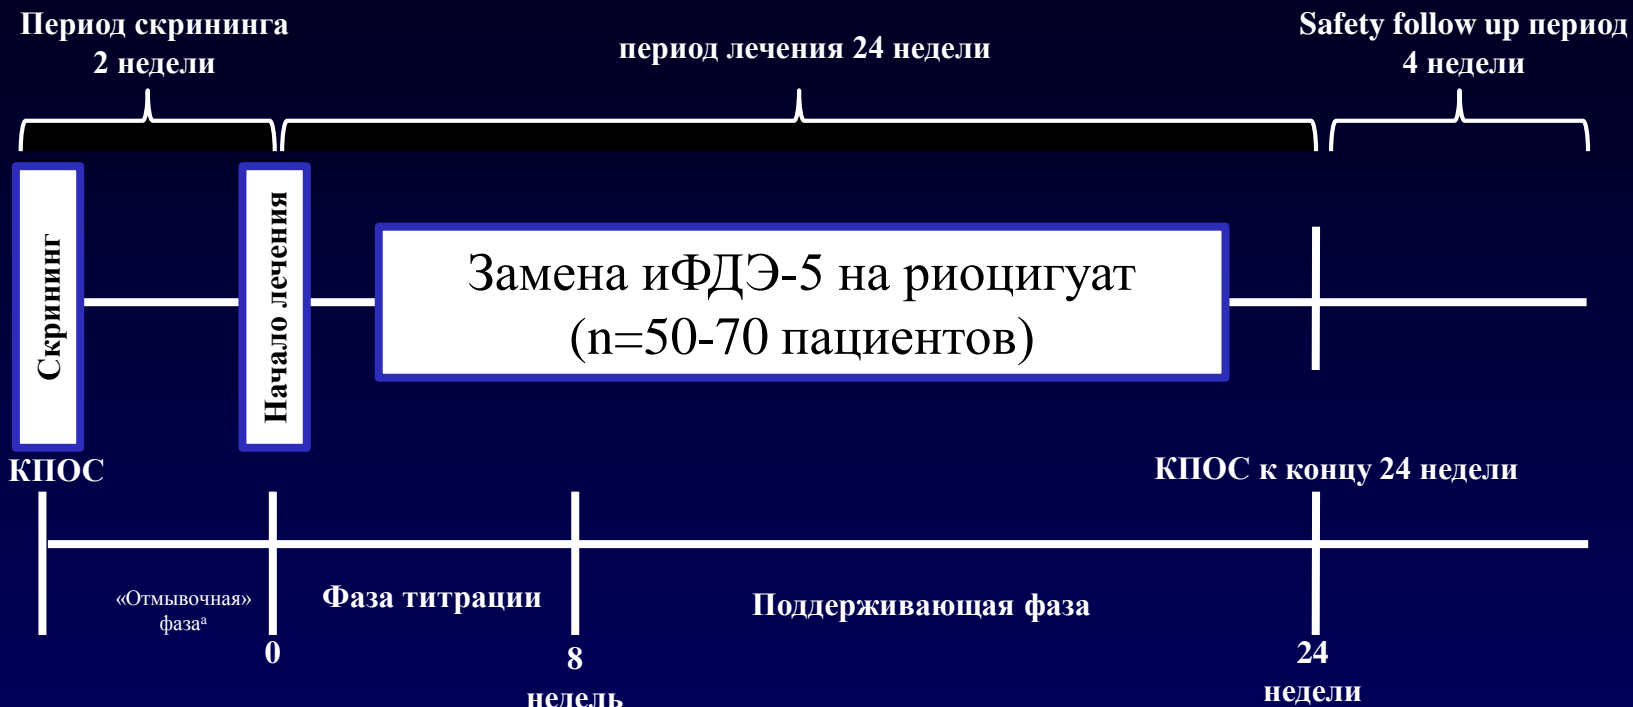 Период скрининга
2 недели
период лечения 24 недели
Safety follow up период
4 недели
Скрининг
Начало лечения
Замена иФДЭ-5 на риоцигуат
(n=50-70 пациентов)
КПОС
КПОС к концу 24 недели
«Отмывочная»
фазаᵃ
Фаза титрации
Поддерживающая фаза
0
8
недель
24
недели